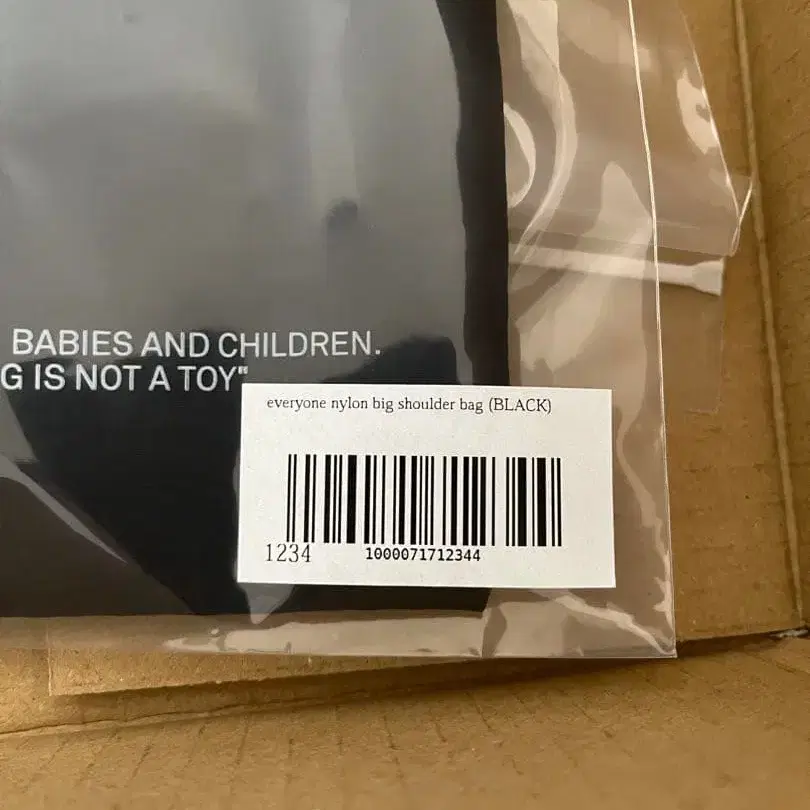 BABIES AND CHILDREN.
G IS NOT A TOY"
everyone nylon big shoulder bag (BLACK)
1234
1000071712344